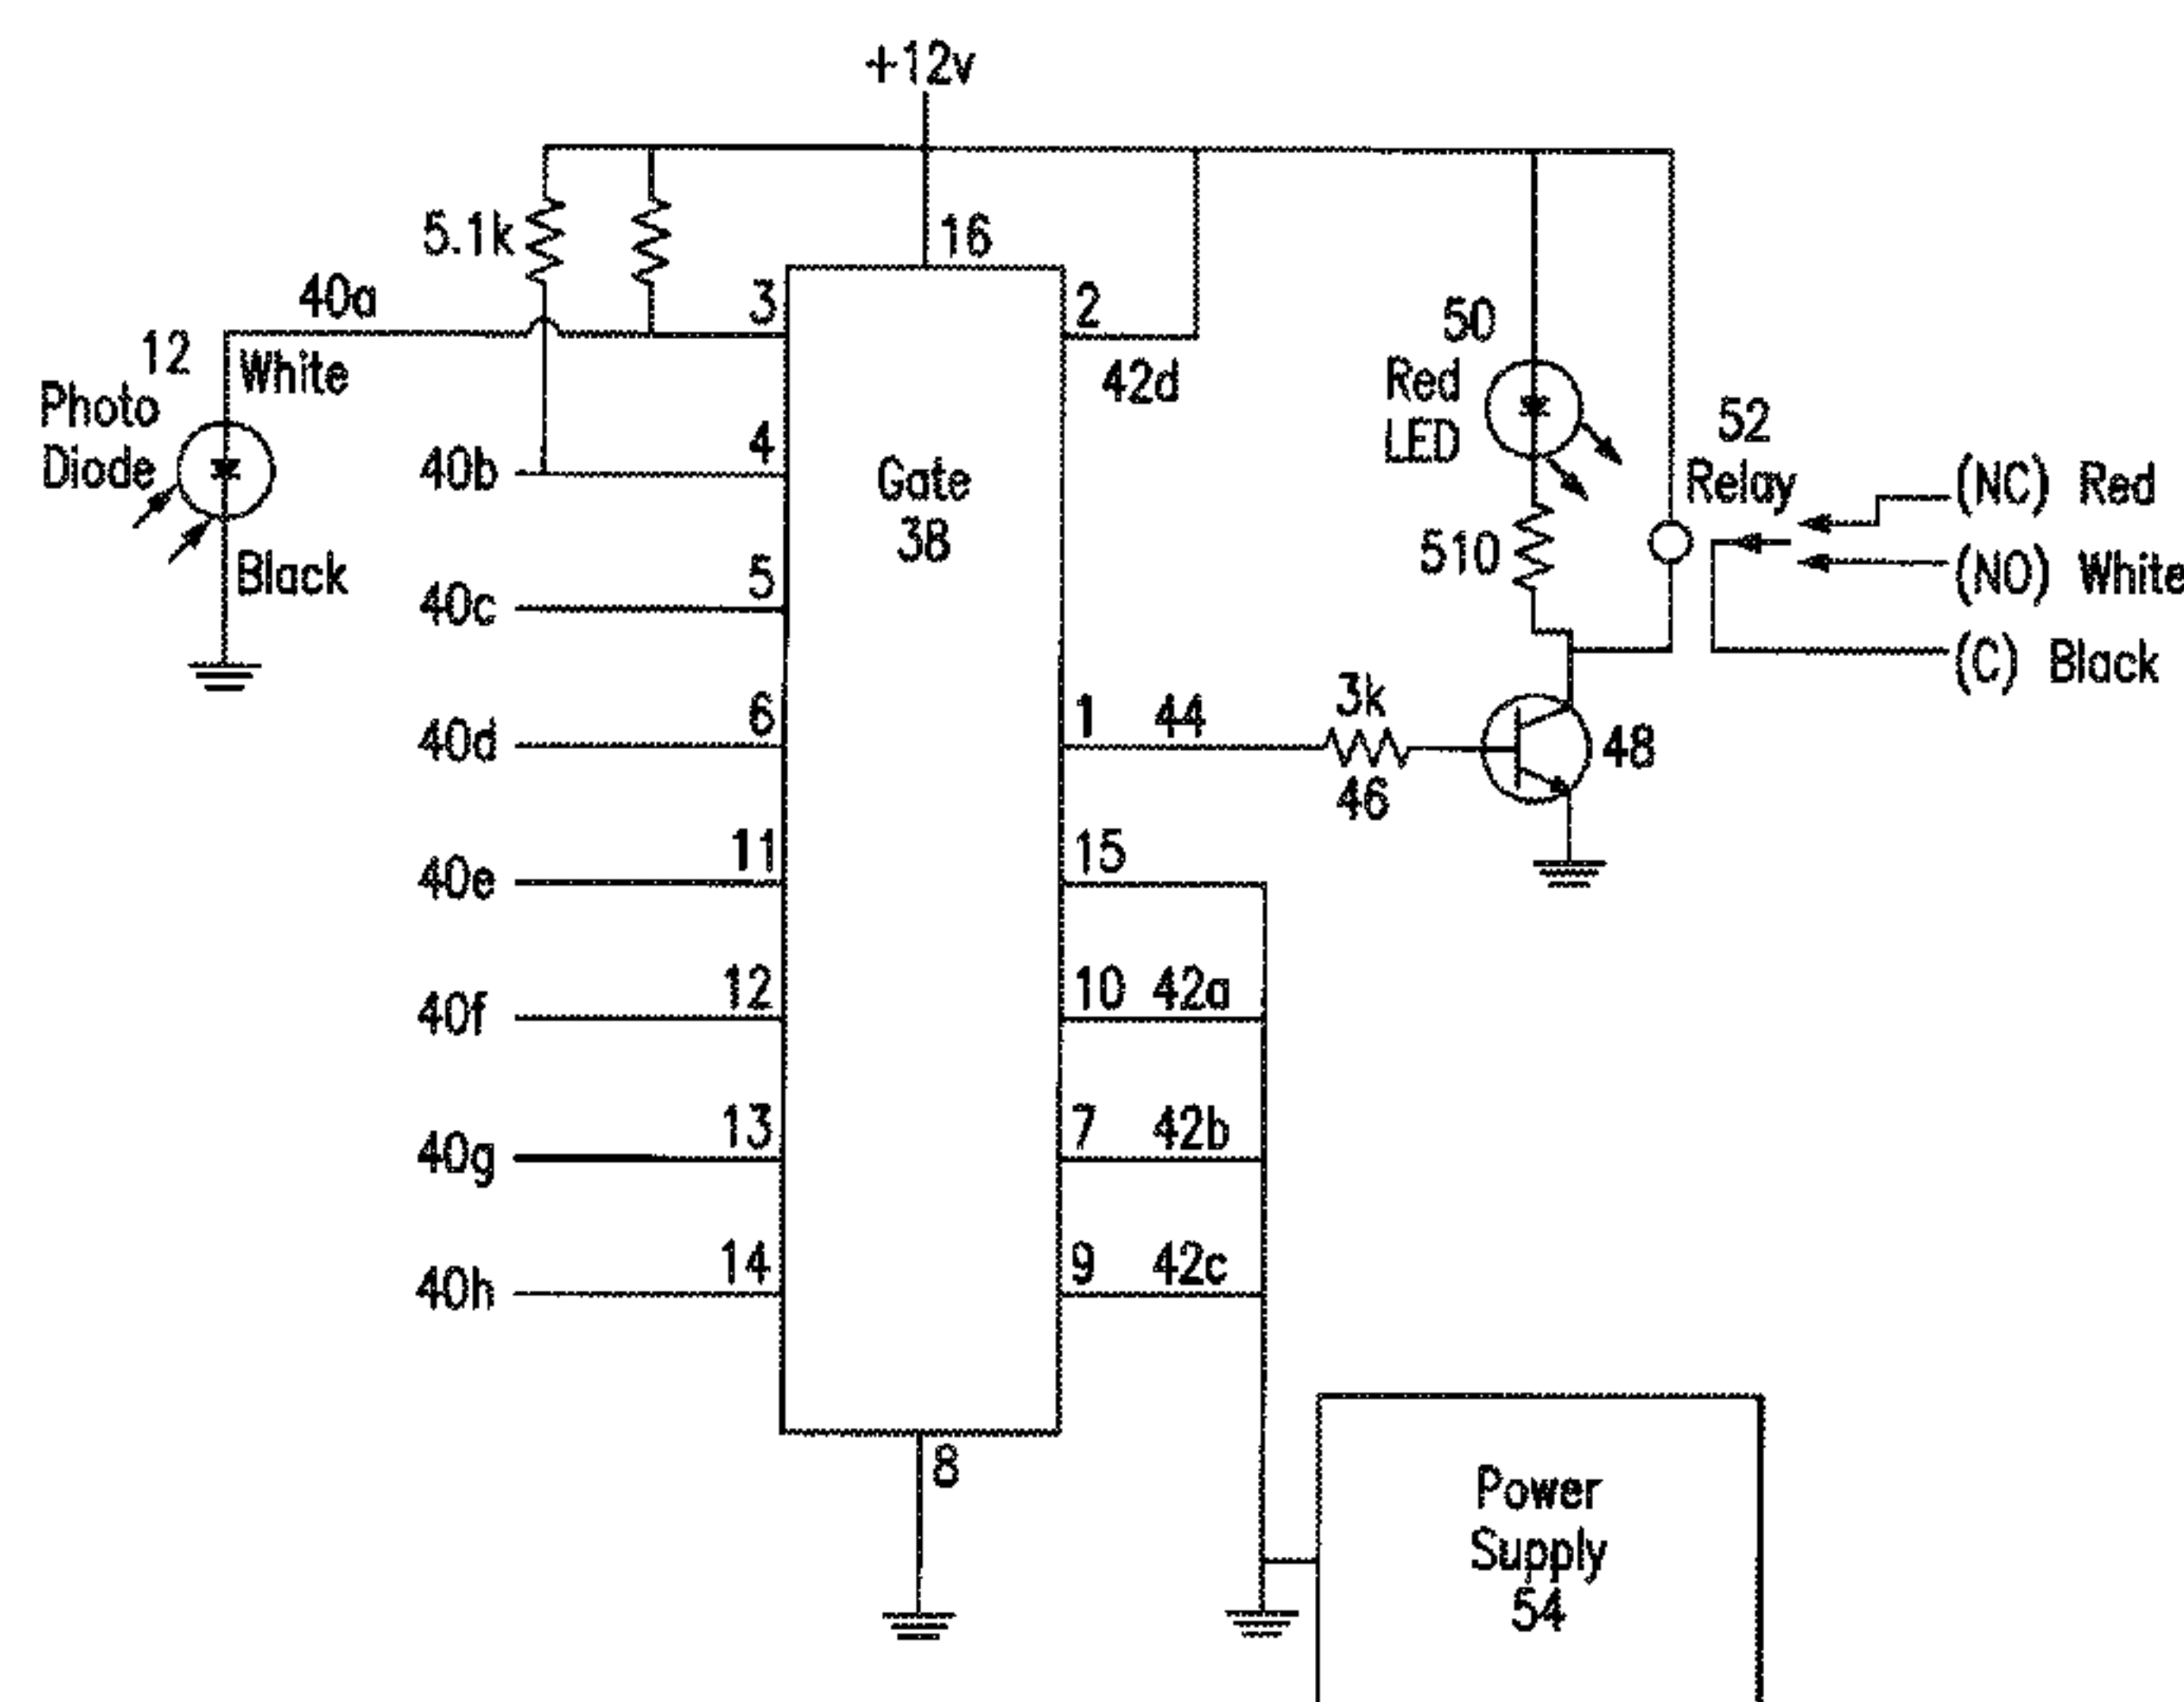 +12v
5.1k
16
40a
3
2
12
White
Photo
Diode
Black
42d
50
Red
LED
52
Relay
(NC) Red
(NO) White
(C) Black
510
40b
4
Gate
38
40c
5
40d
6
1
44
3k
46
48
40e
11
15
40f
12
10
42a
40g
13
7
42b
40h
14
9
42c
8
Power
Supply
54